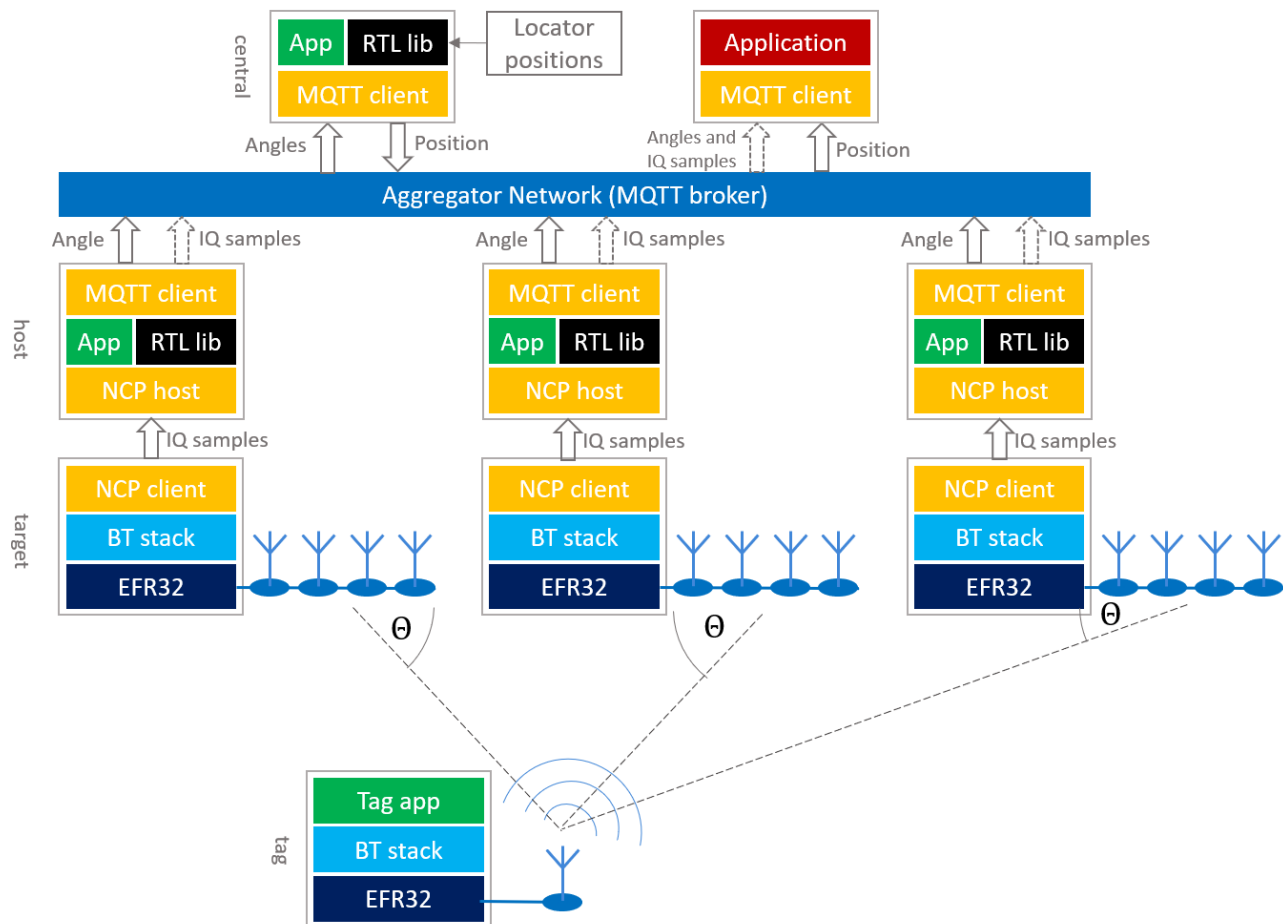 central
App
RTL lib
MQTT client
Locator
positions
Application
MQTT client
Angles
Position
Angles and
IQ samples
Position
Aggregator Network (MQTT broker)
Angle
IQ samples
Angle
IQ samples
Angle
IQ samples
host
MQTT client
App
RTL lib
NCP host
MQTT client
App
RTL lib
NCP host
MQTT client
App
RTL lib
NCP host
IQ samples
IQ samples
IQ samples
target
NCP client
BT stack
EFR32
NCP client
BT stack
EFR32
NCP client
BT stack
EFR32
Θ
Θ
Θ
tag
Tag app
BT stack
EFR32